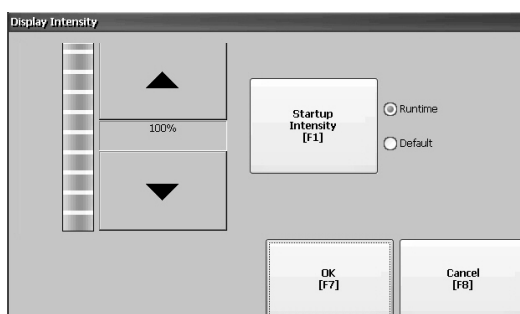 Display Intensity
100%
Startup
Intensity
[F1]
Runtime
Default
OK
[F7]
Cancel
[F8]